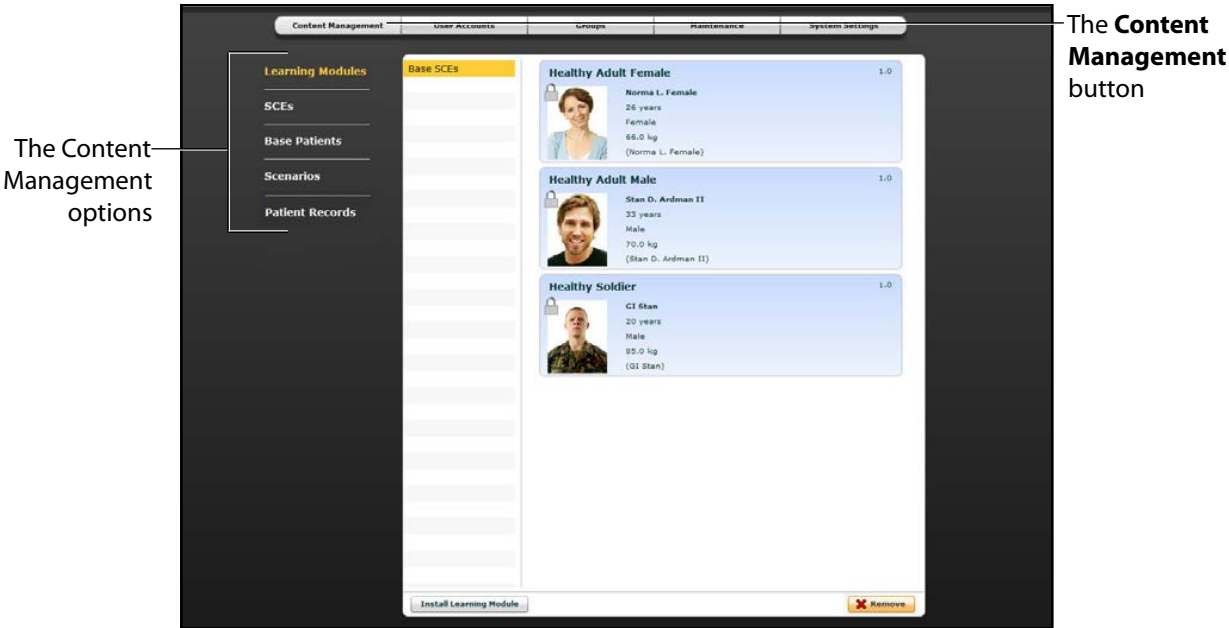 Content Management
User Accounts
Groups
Maintenance
System Settings
The Content
Management
button
The Content
Management
options
Learning Modules
SCEs
Base Patients
Scenarios
Patient Records
Base SCEs
Healthy Adult Female 1.0
Norma L. Female
26 years
Female
66.0 kg
(Norma L. Female)
Healthy Adult Male 1.0
Stan D. Ardman II
33 years
Male
70.0 kg
(Stan D. Ardman II)
Healthy Soldier 1.0
GI Stan
20 years
Male
85.0 kg
(GI Stan)
Install Learning Module
Remove